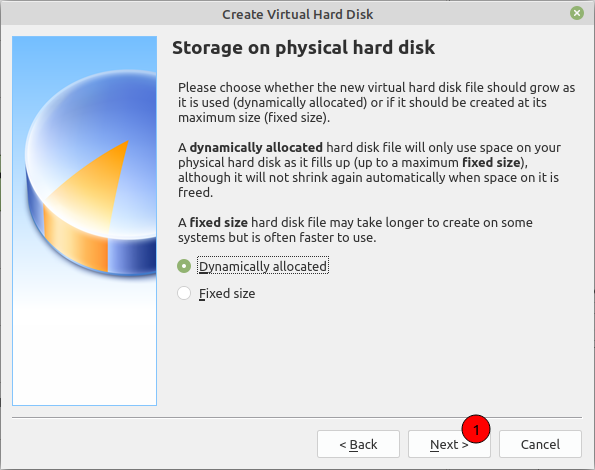 Create Virtual Hard Disk
Storage on physical hard disk
Please choose whether the new virtual hard disk file should grow as
it is used (dynamically allocated) or if it should be created at its
maximum size (fixed size).
A dynamically allocated hard disk file will only use space on your
physical hard disk as it fills up (up to a maximum fixed size),
although it will not shrink again automatically when space on it is
freed.
A fixed size hard disk file may take longer to create on some
systems but is often faster to use.
Dynamically allocated
Fixed size
1
< Back
Next >
Cancel